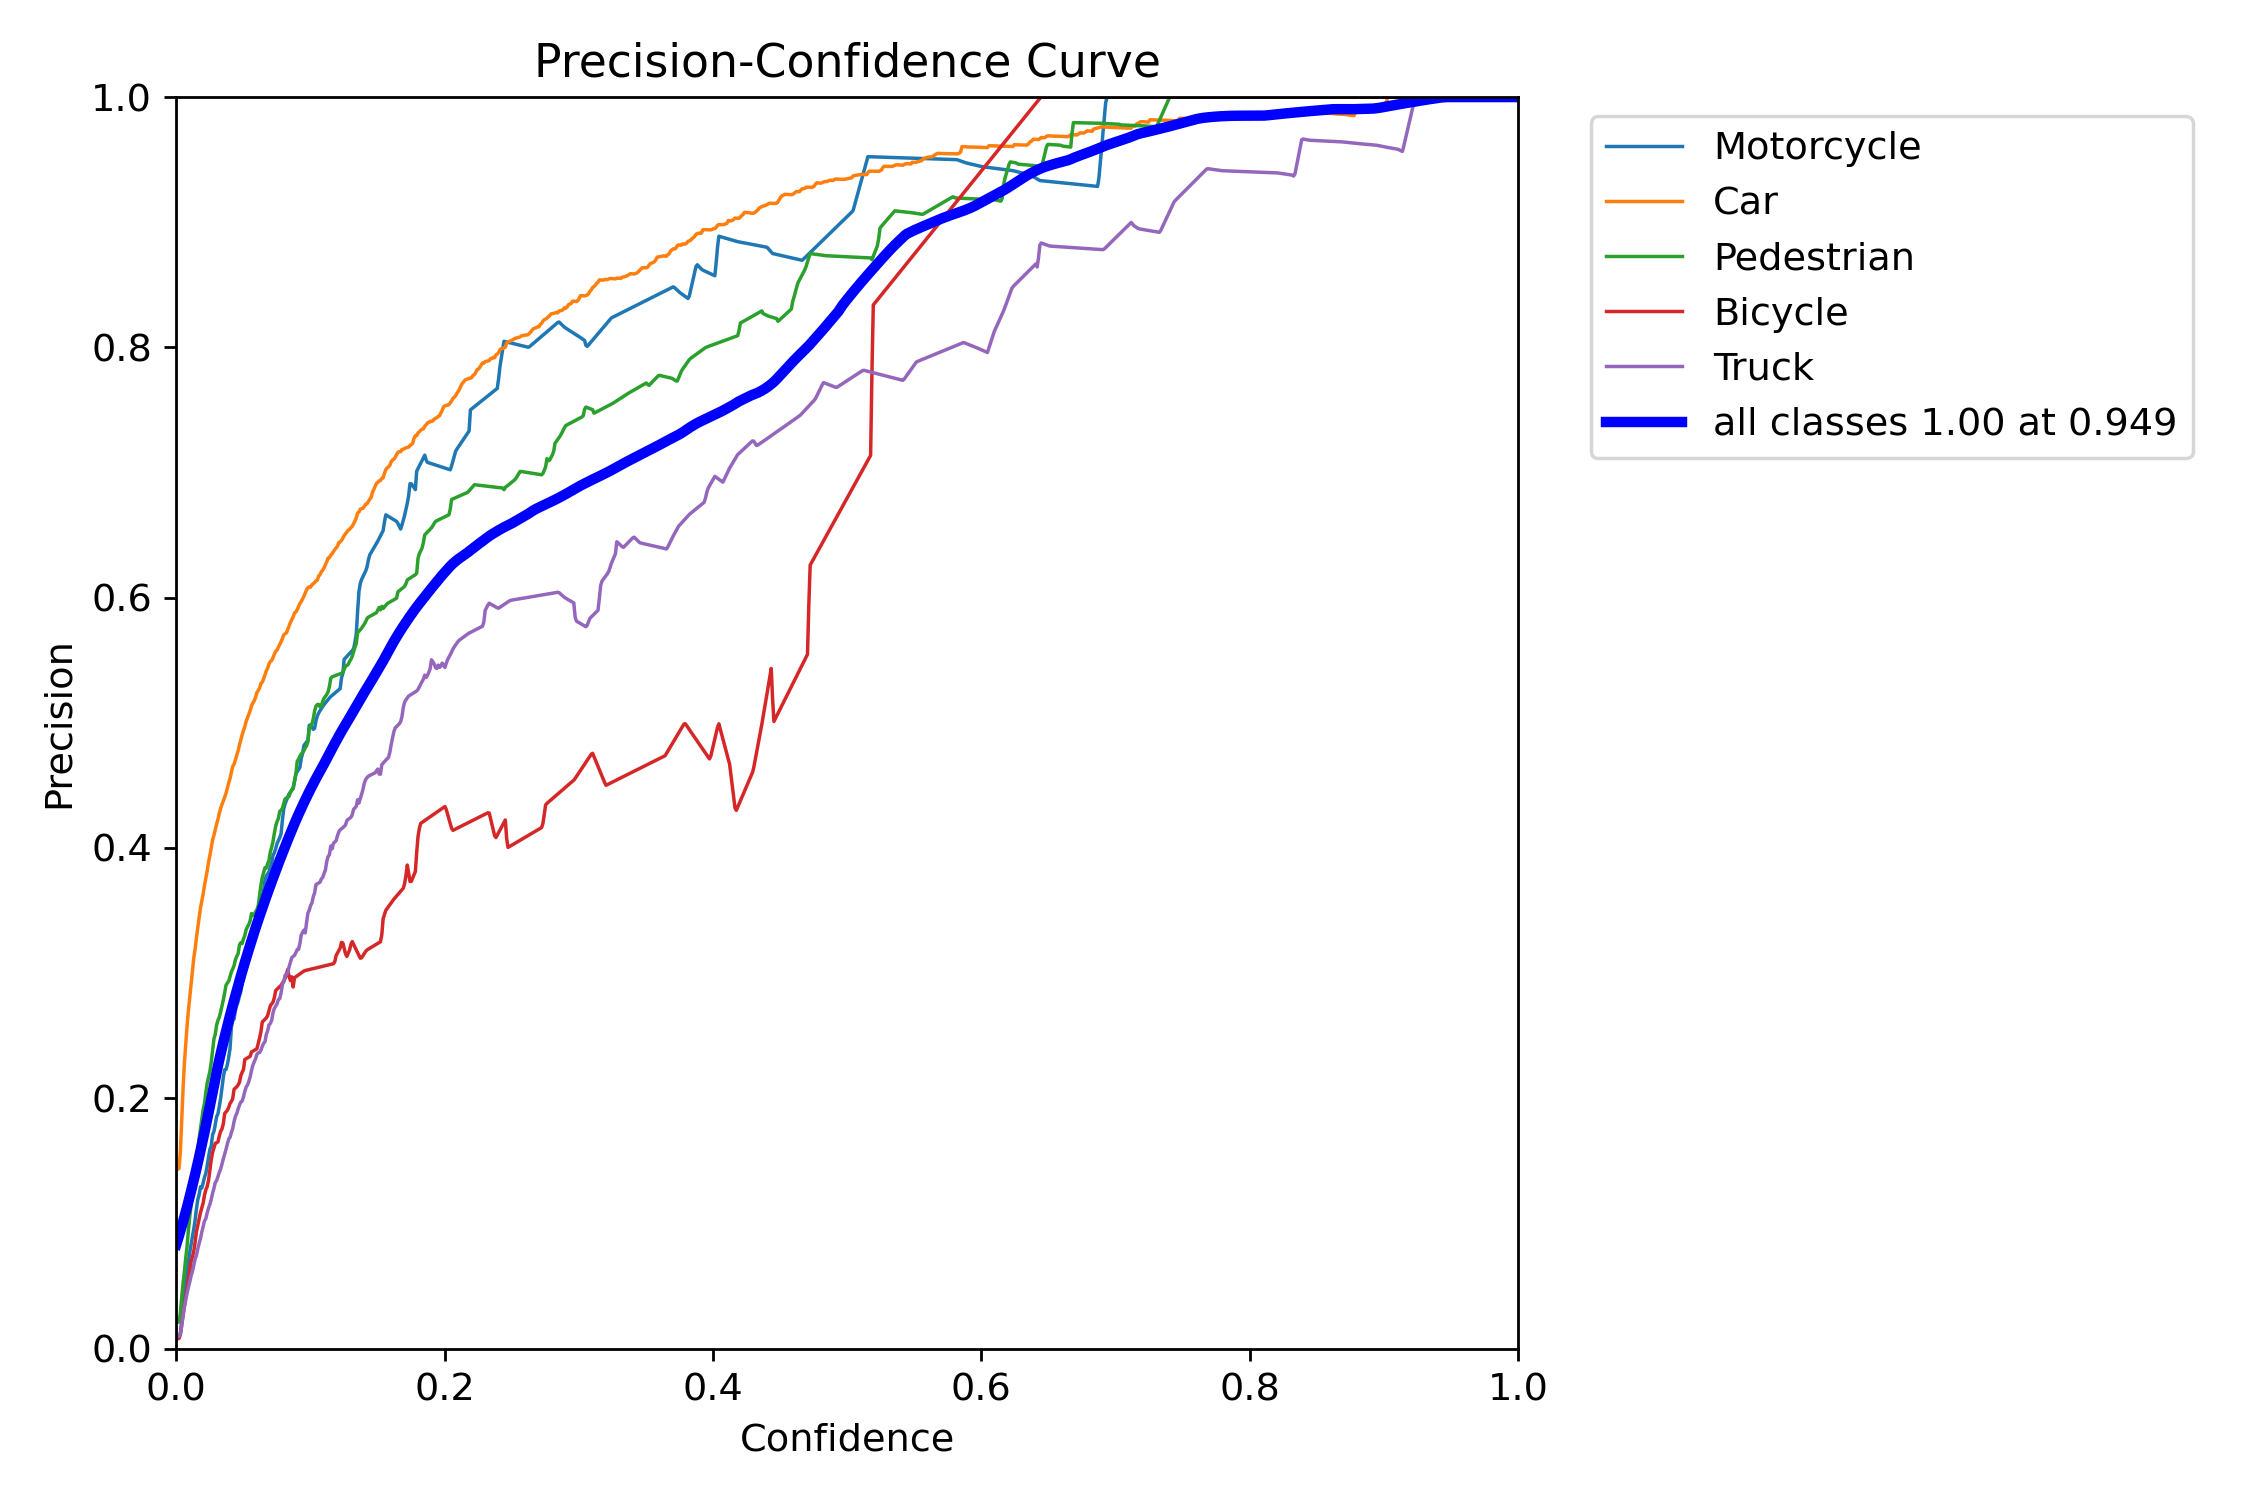 Precision-Confidence Curve
1.0
0.8
0.6
0.4
0.2
0.0
Precision
0.0 0.2 0.4 0.6 0.8 1.0
Confidence
Motorcycle
Car
Pedestrian
Bicycle
Truck
all classes 1.00 at 0.949